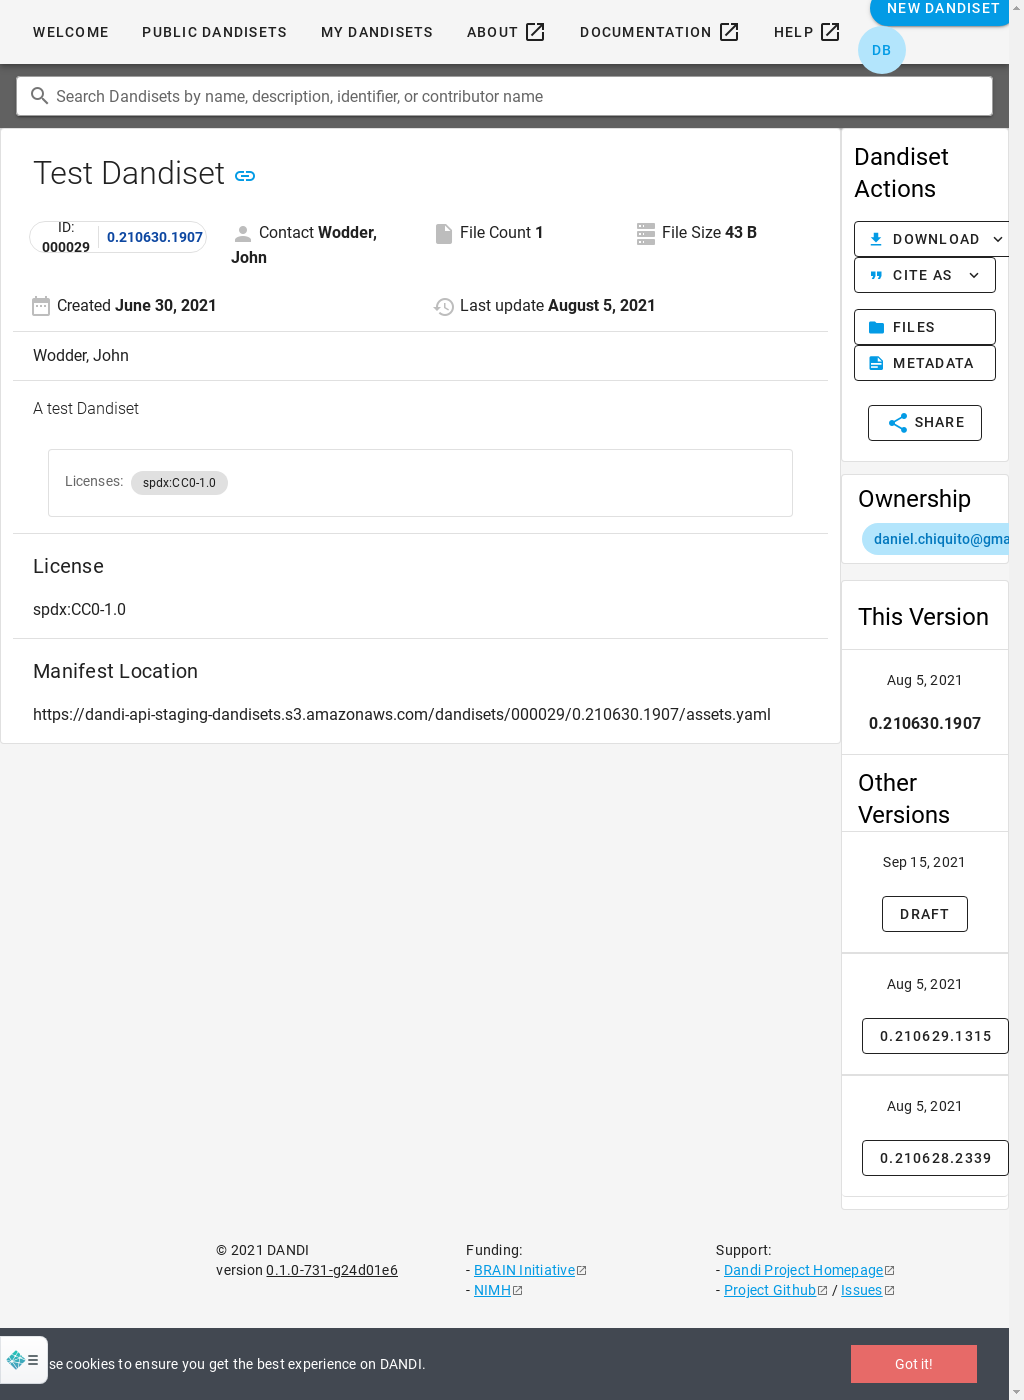 WELCOME PUBLIC DANDISETS MY DANDISETS ABOUT DOCUMENTATION HELP NEW DANDISET
DB
Search Dandisets by name, description, identifier, or contributor name
Test Dandiset
ID: 000029 0.210630.1907
Contact Wodder, John
File Count 1
File Size 43 B
Created June 30, 2021
Last update August 5, 2021
Wodder, John
A test Dandiset
Licenses: spdx:CC0-1.0
License
spdx:CC0-1.0
Manifest Location
https://dandi-api-staging-dandisets.s3.amazonaws.com/dandisets/000029/0.210630.1907/assets.yaml
Dandiset
Actions
DOWNLOAD
CITE AS
FILES
METADATA
SHARE
Ownership
daniel.chiquito@gma
This Version
Aug 5, 2021
0.210630.1907
Other
Versions
Sep 15, 2021
DRAFT
Aug 5, 2021
0.210629.1315
Aug 5, 2021
0.210628.2339
© 2021 DANDI
version 0.1.0-731-g24d01e6
Funding:
- BRAIN Initiative
- NIMH
Support:
- Dandi Project Homepage
- Project Github / Issues
se cookies to ensure you get the best experience on DANDI.
Got it!